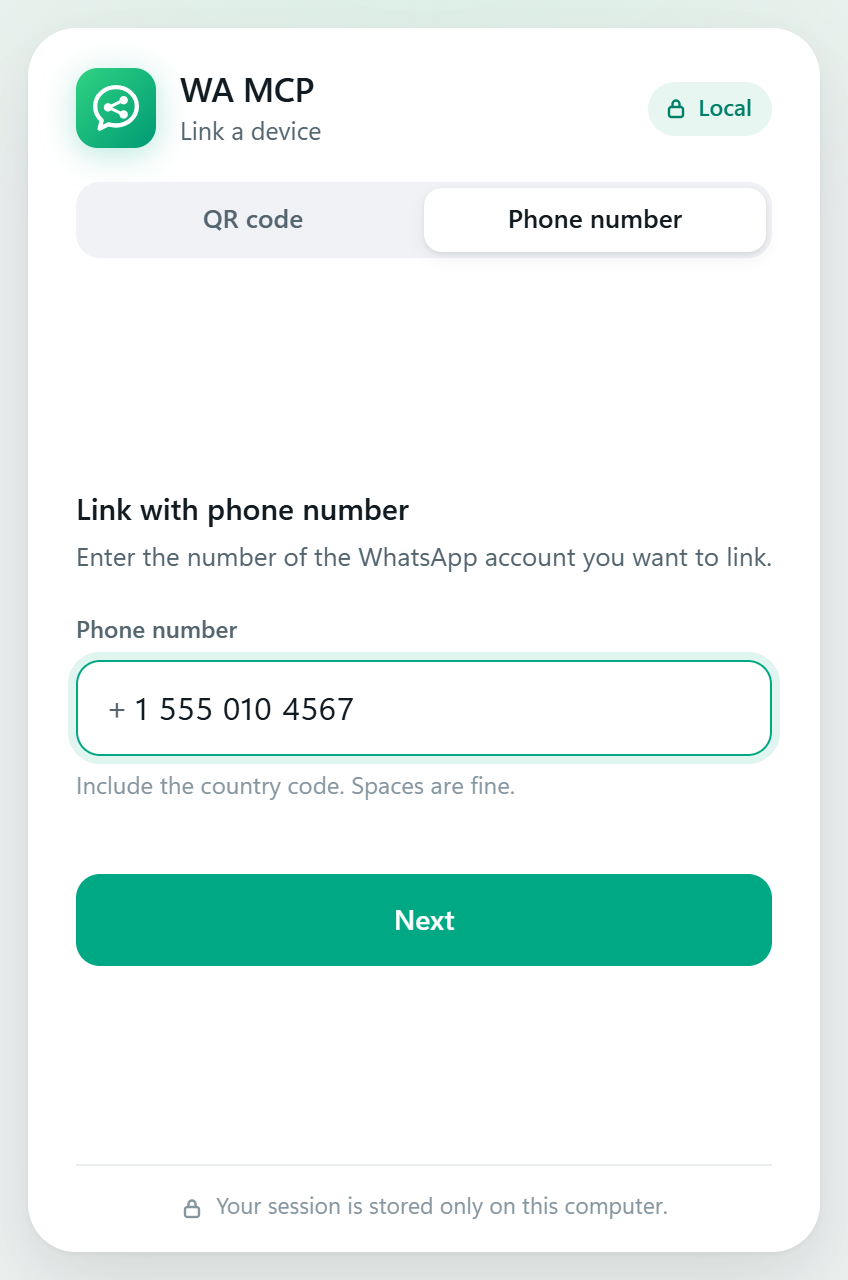 WA MCP
Link a device
Local
QR code
Phone number
Link with phone number
Enter the number of the WhatsApp account you want to link.
Phone number
+ 1 555 010 4567
Include the country code. Spaces are fine.
Next
Your session is stored only on this computer.